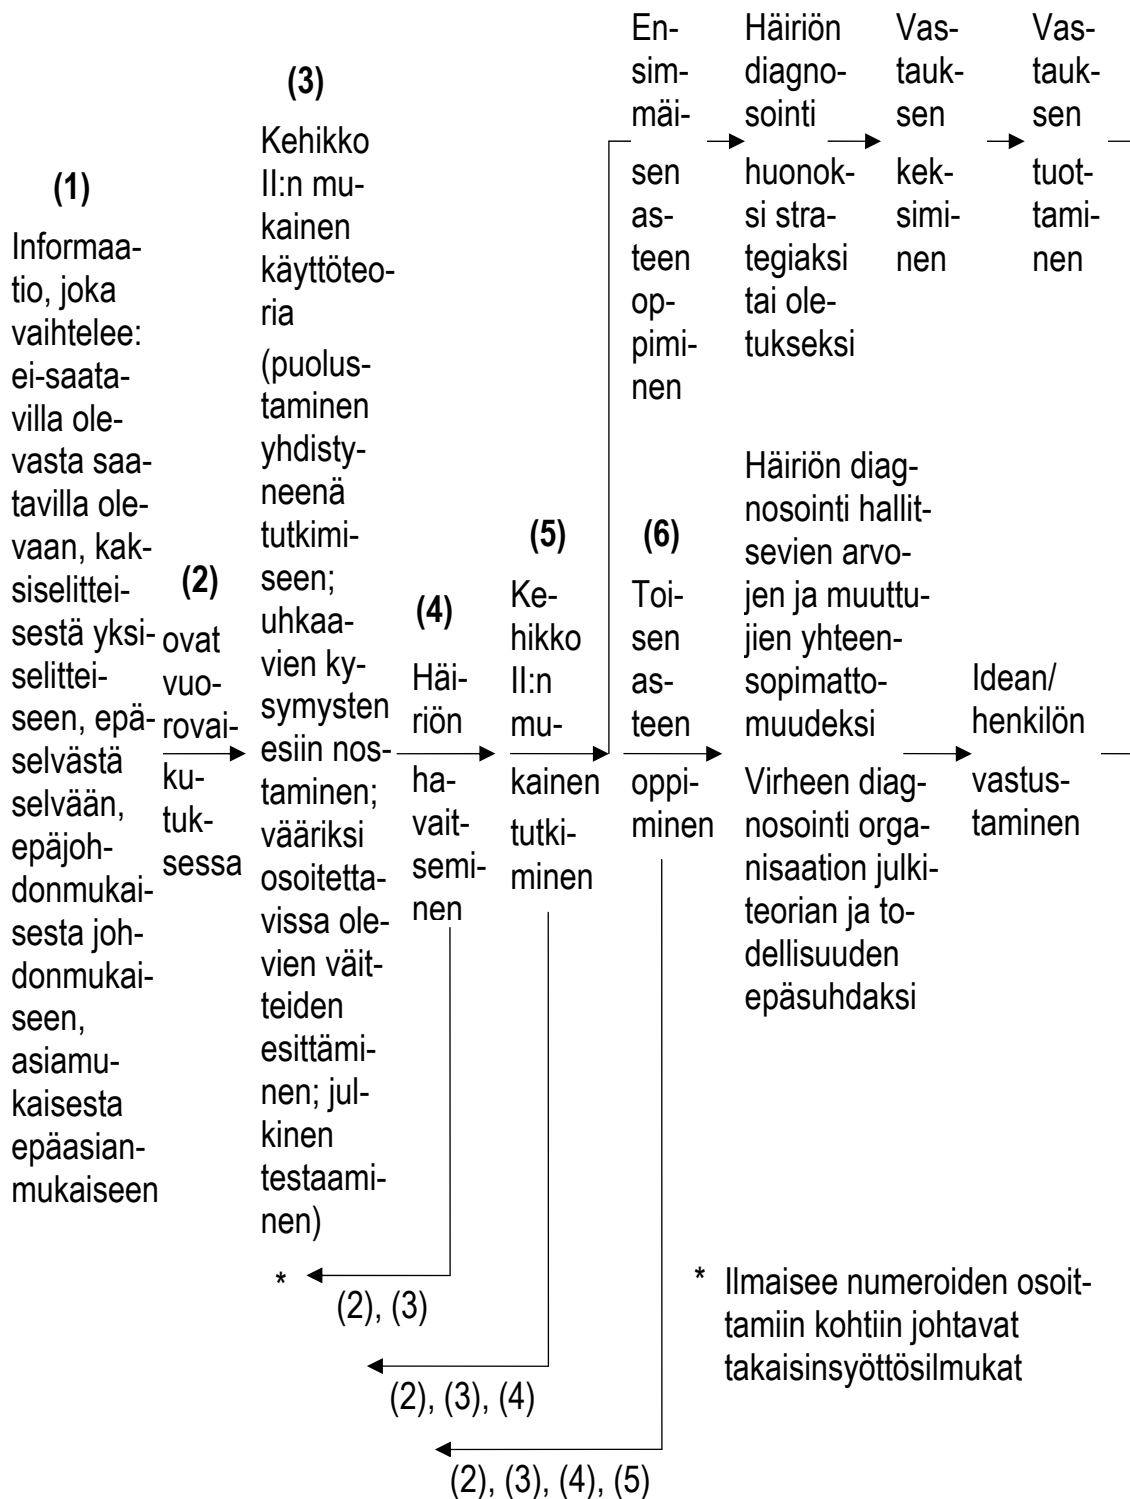 (1)
Informaa-
tio, joka
vaihtelee:
ei-saata-
villa ole-
vasta saa-
tavilla ole-
vaan, kak-
siselittei-
sestä yksi-
selittei-
seen, epä-
selvästä
selvään,
epäjoh-
donmukai-
sesta joh-
donmukai-
seen,
asiamu-
kaisesta
epäasian-
mukaiseen
(2)
ovat
vuo-
rovai-
ku-
tuk-
sessa
(3)
Kehikko
II:n mu-
kainen
käyttöteo-
ria
(puolus-
taminen
yhdisty-
neenä
tutkimi-
seen;
uhkaa-
vien ky-
symysten
esiin nos-
taminen;
vääriksi
osoitetta-
vissa ole-
vien väit-
teiden
esittämi-
nen; jul-
kinen
testaami-
nen)
(4)
Häi-
riön
ha-
vait-
semi-
nen
(5)
Ke-
hikko
II:n
mu-
kainen
tutki-
minen
En-
sim-
mäi-
sen
as-
teen
op-
pimi-
nen
Häiriön
diagno-
sointi
huonok-
si stra-
tegiaksi
tai ole-
tukseksi
Vas-
tauk-
sen
kek-
simi-
nen
Vas-
tauk-
sen
tuot-
tami-
nen
(6)
Toi-
sen
as-
teen
oppi-
minen
Häiriön diag-
nosointi hallit-
sevien arvo-
jen ja muuttu-
jien yhteen-
sopimatto-
muudeksi
Virheen diag-
nosointi orga-
nisaation julki-
teorian ja to-
dellisuuden
epäsuhdaksi
Idean/
henkilön
vastus-
taminen
*
(2), (3)
(2), (3), (4)
(2), (3), (4), (5)
* Ilmaisee numeroiden osoit-
tamiin kohtiin johtavat
takaisinsyöttösilmukat